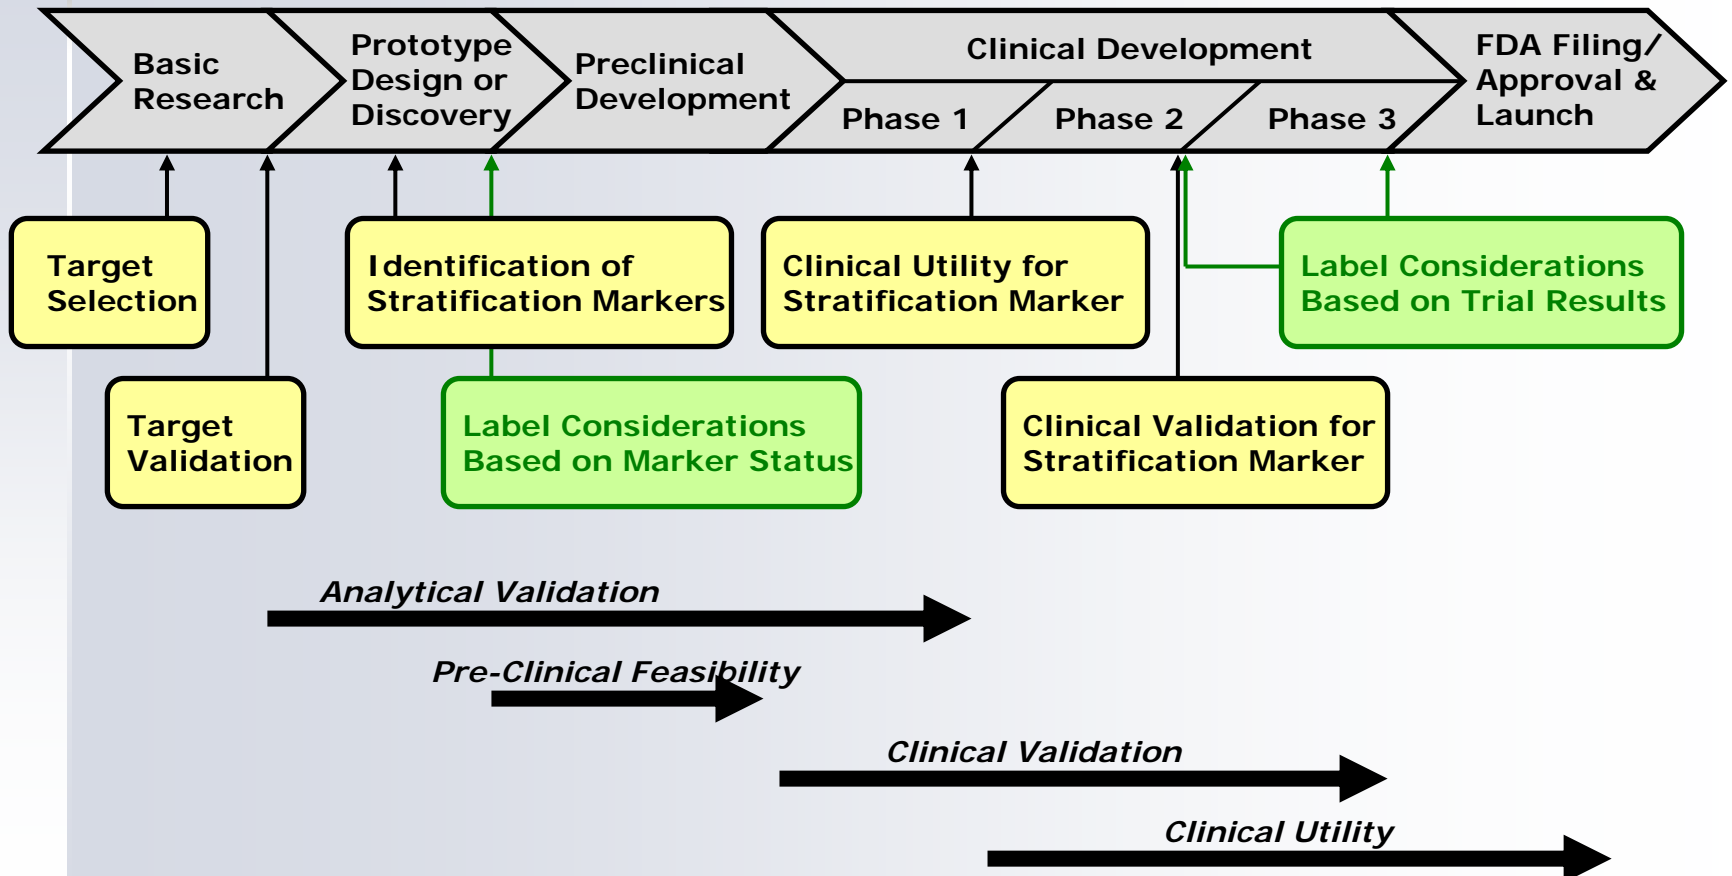 Basic
Research
Prototype
Design or
Discovery
Preclinical
Development
Clinical Development
Phase 1
Phase 2
Phase 3
FDA Filing/
Approval &
Launch
Target
Selection
Identification of
Stratification Markers
Clinical Utility for
Stratification Marker
Label Considerations
Based on Trial Results
Target
Validation
Label Considerations
Based on Marker Status
Clinical Validation for
Stratification Marker
Analytical Validation
Pre-Clinical Feasibility
Clinical Validation
Clinical Utility